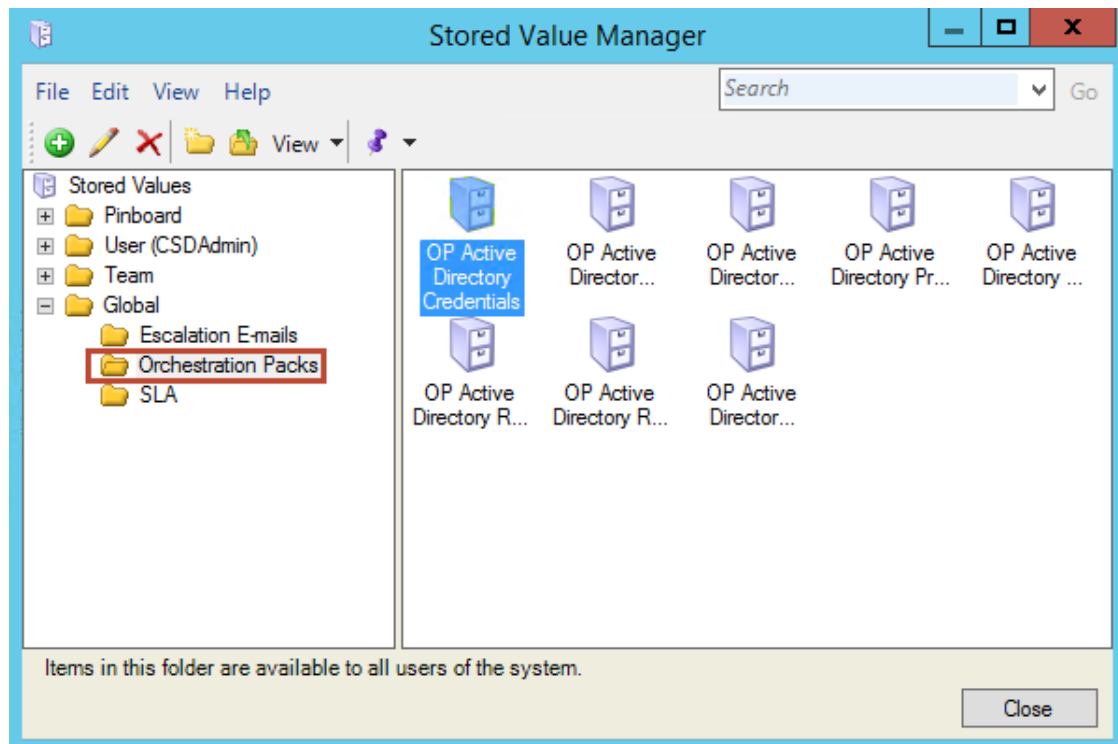 Stored Value Manager
File Edit View Help
Search
Go
View
Stored Values
Pinboard
User (CSDAdmin)
Team
Global
Escalation E-mails
Orchestration Packs
SLA
OP Active
Directory
Credentials
OP Active
Director...
OP Active
Director...
OP Active
Directory Pr...
OP Active
Directory ...
OP Active
Directory R...
OP Active
Directory R...
OP Active
Director...
Items in this folder are available to all users of the system.
Close